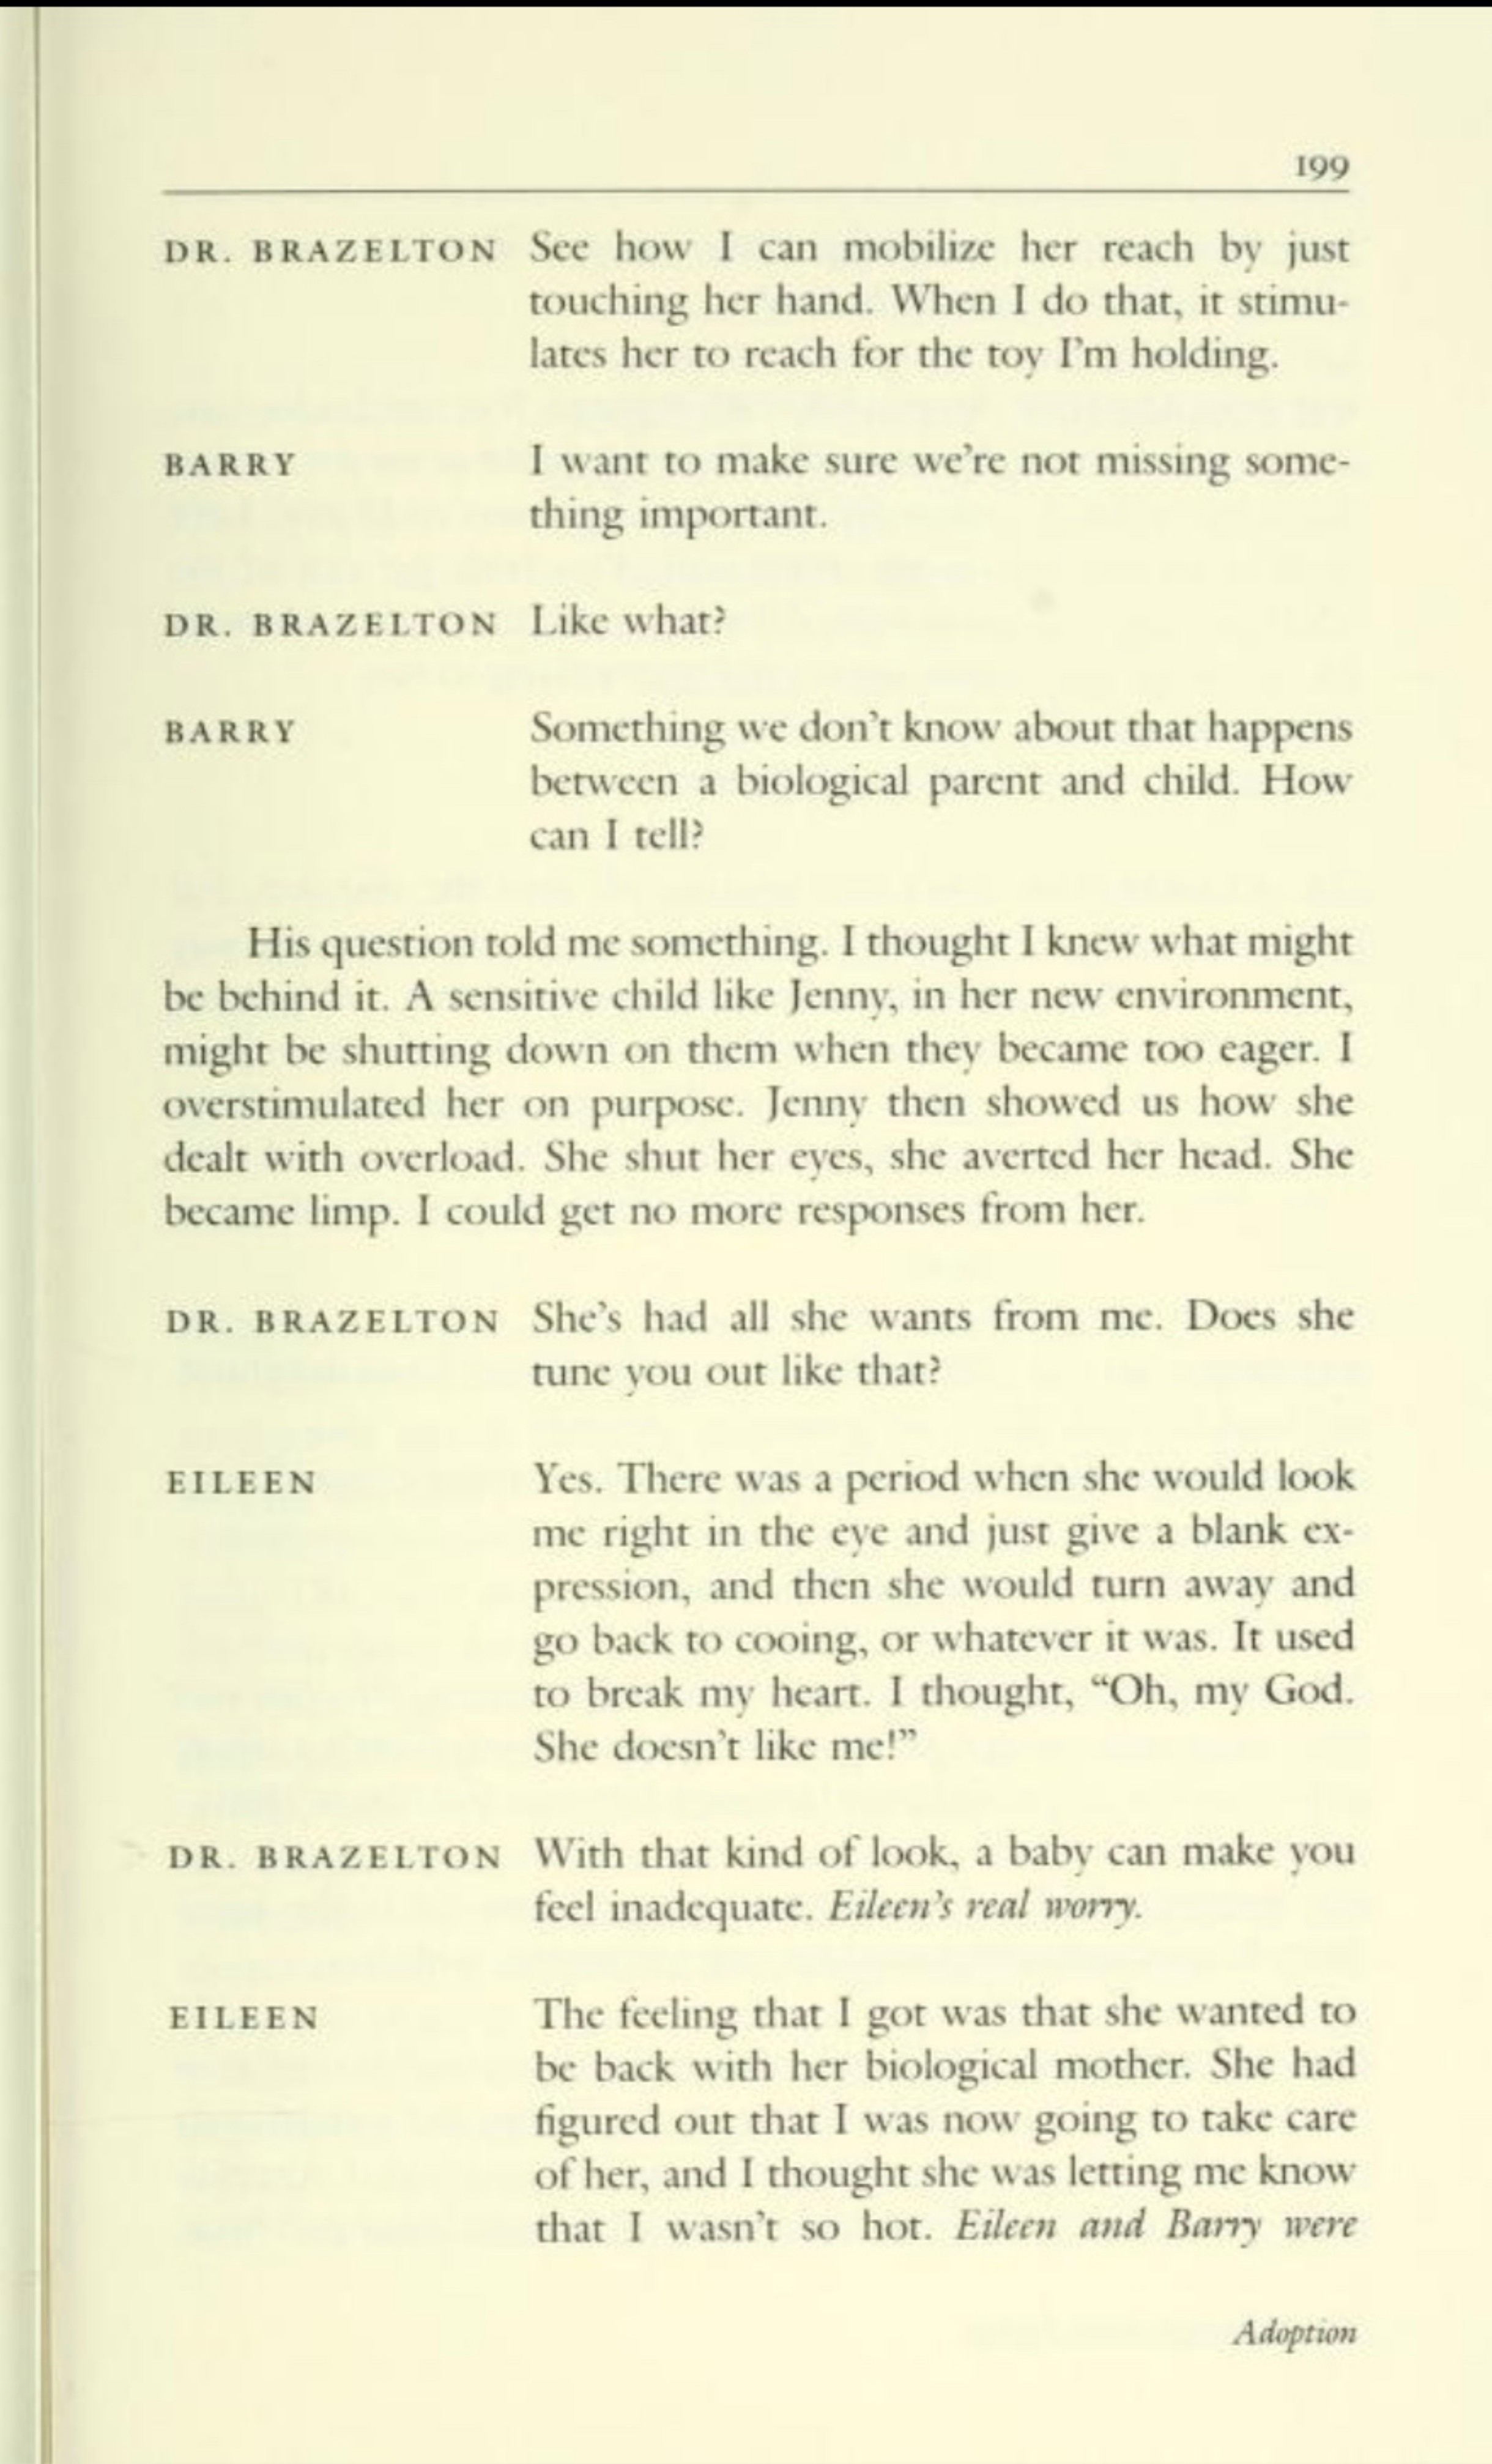 199
DR. BRAZELTON See how I can mobilize her reach by just
touching her hand. When I do that, it stimu-
lates her to reach for the toy I'm holding.
BARRY I want to make sure we're not missing some-
thing important.
DR. BRAZELTON Like what?
BARRY Something we don't know about that happens
between a biological parent and child. How
can I tell?
His question told me something. I thought I knew what might
be behind it. A sensitive child like Jenny, in her new environment,
might be shutting down on them when they became too eager. I
overstimulated her on purpose. Jenny then showed us how she
dealt with overload. She shut her eyes, she averted her head. She
became limp. I could get no more responses from her.
DR. BRAZELTON She's had all she wants from me. Does she
tune you out like that?
EILEEN Yes. There was a period when she would look
me right in the eye and just give a blank ex-
pression, and then she would turn away and
go back to cooing, or whatever it was. It used
to break my heart. I thought, “Oh, my God.
She doesn't like me!”
DR. BRAZELTON With that kind of look, a baby can make you
feel inadequate. Eileen's real worry.
EILEEN The feeling that I got was that she wanted to
be back with her biological mother. She had
figured out that I was now going to take care
of her, and I thought she was letting me know
that I wasn't so hot. Eileen and Barry were
Adoption